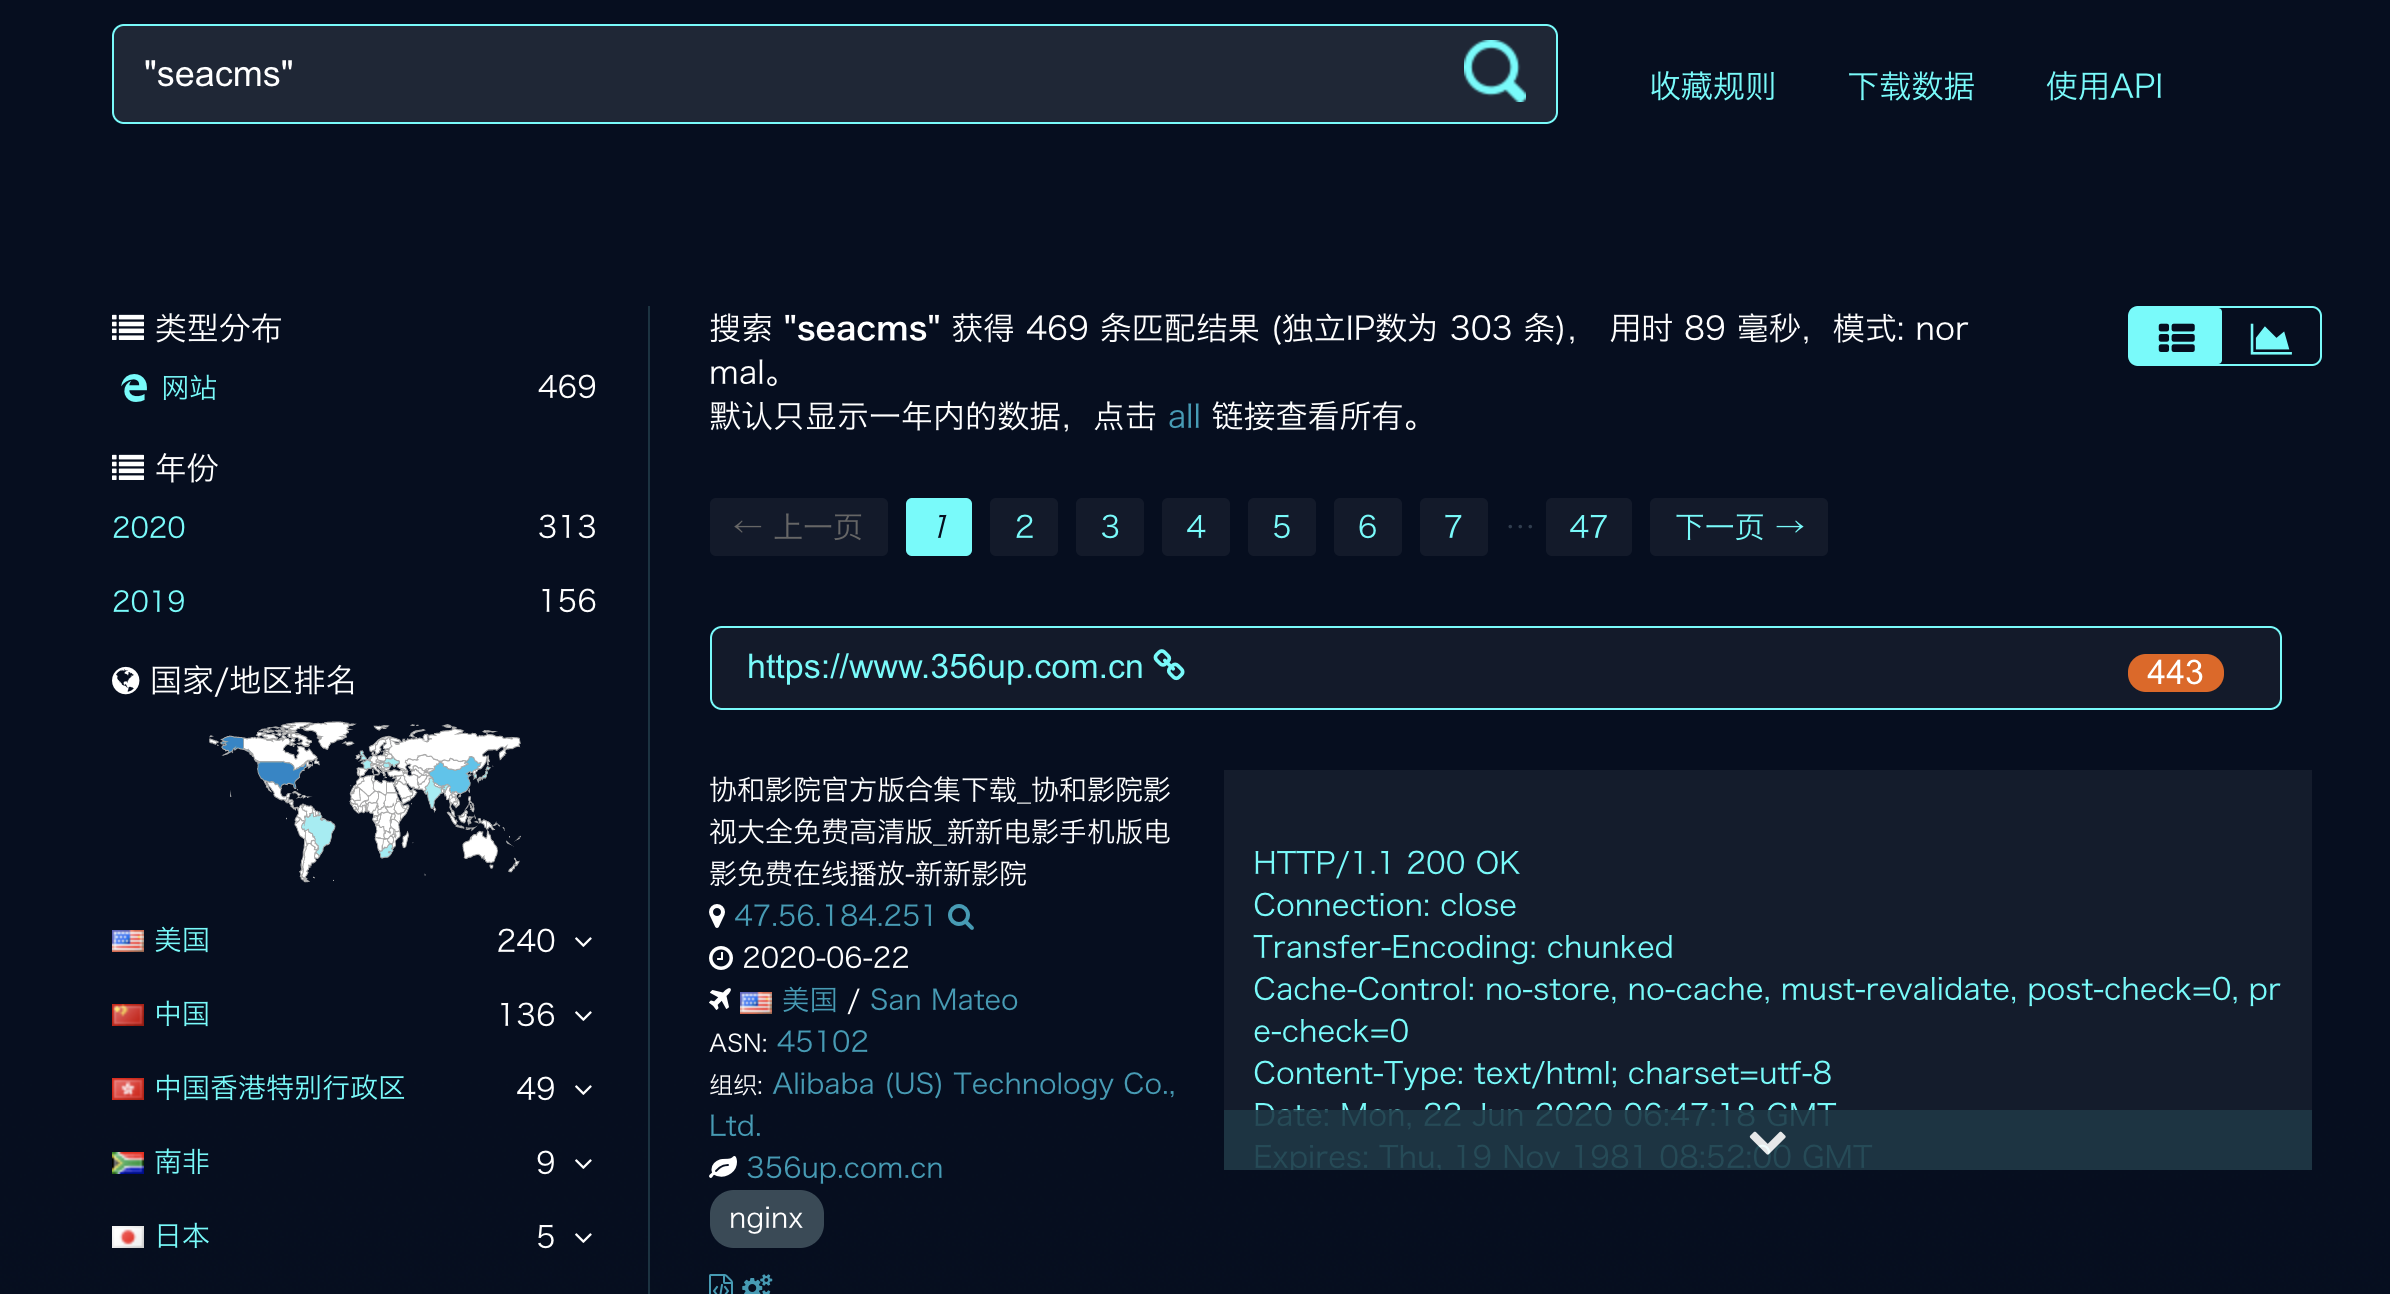 "seacms"
收藏规则
下载数据
使用API
类型分布
网站 469
年份
2020 313
2019 156
国家/地区排名
美国 240
中国 136
中国香港特别行政区 49
南非 9
日本 5
搜索 "seacms" 获得 469 条匹配结果 (独立IP数为 303 条)， 用时 89 毫秒，模式: nor
mal。
默认只显示一年内的数据，点击 all 链接查看所有。
← 上一页 1 2 3 4 5 6 7 ··· 47 下一页 →
https://www.356up.com.cn 443
协和影院官方版合集下载_协和影院影
视大全免费高清版_新新电影手机版电
影免费在线播放-新新影院
47.56.184.251
2020-06-22
美国 / San Mateo
ASN: 45102
组织: Alibaba (US) Technology Co.,
Ltd.
356up.com.cn
nginx
HTTP/1.1 200 OK
Connection: close
Transfer-Encoding: chunked
Cache-Control: no-store, no-cache, must-revalidate, post-check=0, pr
e-check=0
Content-Type: text/html; charset=utf-8
Date: Mon, 22 Jun 2020 06:47:18 GMT
Expires: Thu, 19 Nov 1981 08:52:00 GMT